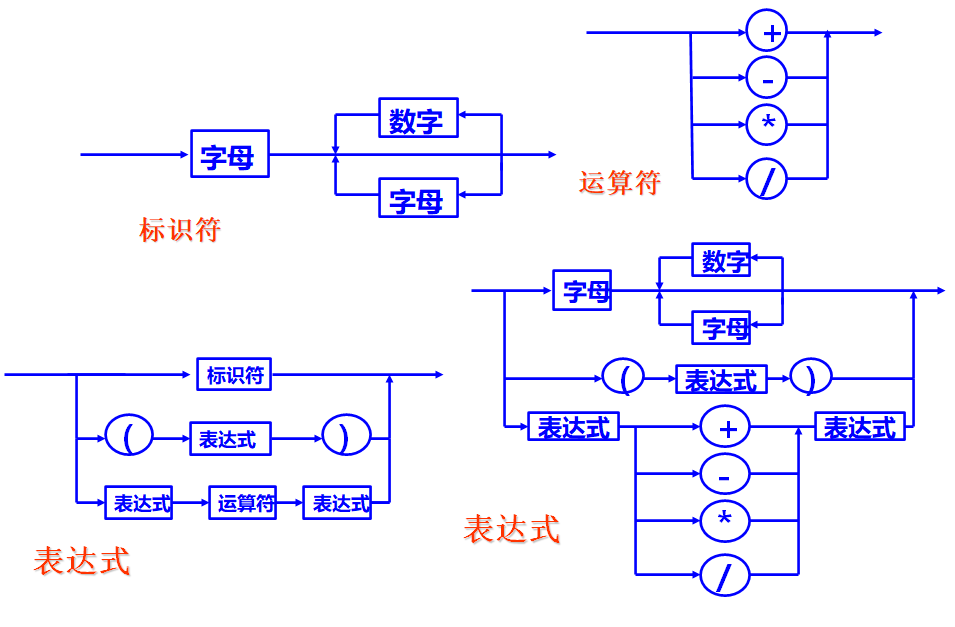 +
-
*
/
运算符
数字
字母
字母
标识符
数字
字母
字母
( 表达式 )
表达式 + 表达式
-
*
/
表达式
标识符
( 表达式 )
表达式 运算符 表达式
表达式